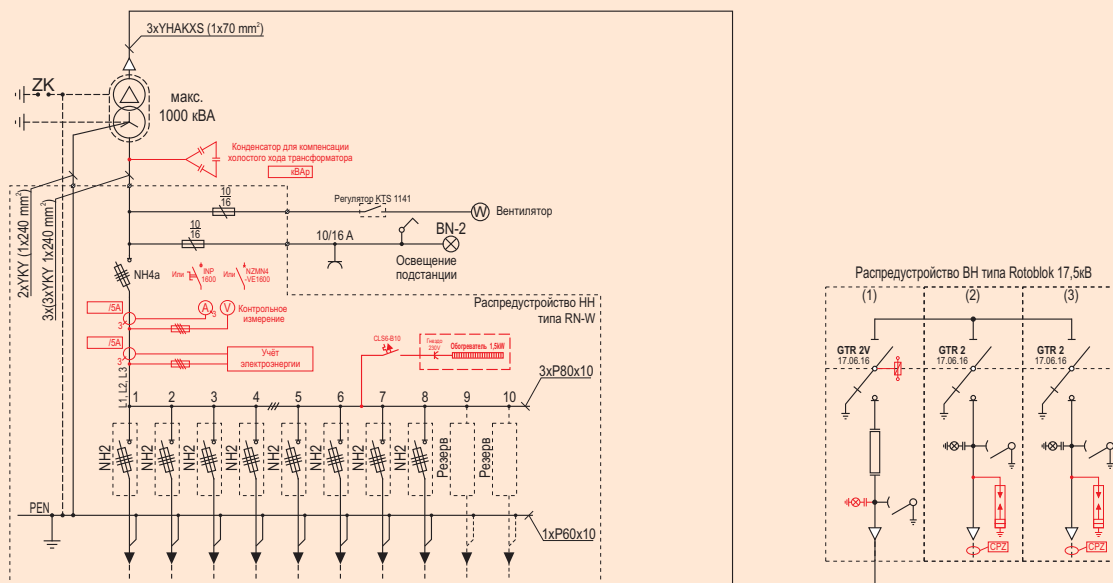 3xYHAKXS (1x70 mm²)
ZK
макс.
1000 кВА
Конденсатор для компенсации
холостого хода трансформатора
кВАр
2xYKY (1x240 mm²)
3x(3xYKY 1x240 mm²)
10
16
Регулятор KTS 1141
W
Вентилятор
10
16
10/16 A
BN-2
Освещение
подстанции
NH4a
Или
INP
1600
Или
NZMN4
-VE1600
Распредустройство НН
типа RN-W
/5A
3
A
3
V
Контрольное
измерение
/5A
3
Учёт
электроэнергии
CLS6-B10
Гнездо
230V
Обогреватель 1,5kW
L1, L2, L3
3xP80x10
1
2
3
4
5
6
7
8
9
10
NH2
NH2
NH2
NH2
NH2
NH2
NH2
NH2
Резерв
Резерв
PEN
1xP60x10
Распредустройство ВН типа Rotoblok 17,5кВ
(1)
(2)
(3)
GTR 2V
17.06.16
GTR 2
17.06.16
GTR 2
17.06.16
CPZ
CPZ